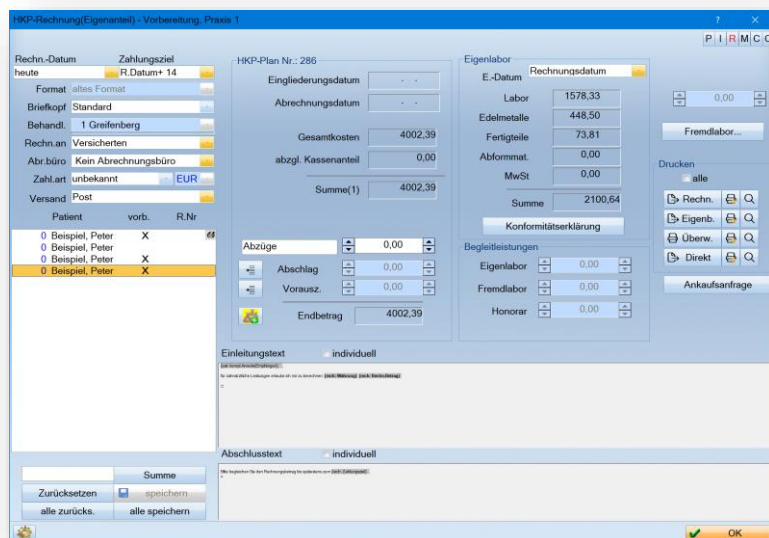 HKP-Rechnung(Eigenanteil) - Vorbereitung, Praxis 1
? ×
P I R M C C
Rechn.-Datum Zahlungsziel
heute R.Datum+ 14
Format altes Format
Briefkopf Standard
Behandl. 1 Greifenberg
Rechn.an Versicherten
Abr.büro Kein Abrechnungsbüro
Zahl.art unbekannt EUR
Versand Post
Patient vorb. R.Nr
0 Beispiel, Peter X
0 Beispiel, Peter
0 Beispiel, Peter X
0 Beispiel, Peter X
Summe
Zurücksetzen speichern
alle zurücks. alle speichern
HKP-Plan Nr.: 286
Eingliederungsdatum - -
Abrechnungsdatum - -
Gesamtkosten 4002,39
abzgl. Kassenanteil 0,00
Summe(1) 4002,39
Abzüge 0,00
Abschlag 0,00
Vorausz. 0,00
Endbetrag 4002,39
Eigenlabor
E.-Datum Rechnungsdatum
Labor 1578,33
Edelmetalle 448,50
Fertigteile 73,81
Abformmat. 0,00
MwSt 0,00
Summe 2100,64
Konformitätserklärung
Begleitleistungen
Eigenlabor 0,00
Fremdlabor 0,00
Honorar 0,00
0,00
Fremdlabor...
Drucken
alle
Rechn.
Eigenb.
Überw.
Direkt
Ankaufsanfrage
Einleitungstext individuell
Abschlusstext individuell
OK